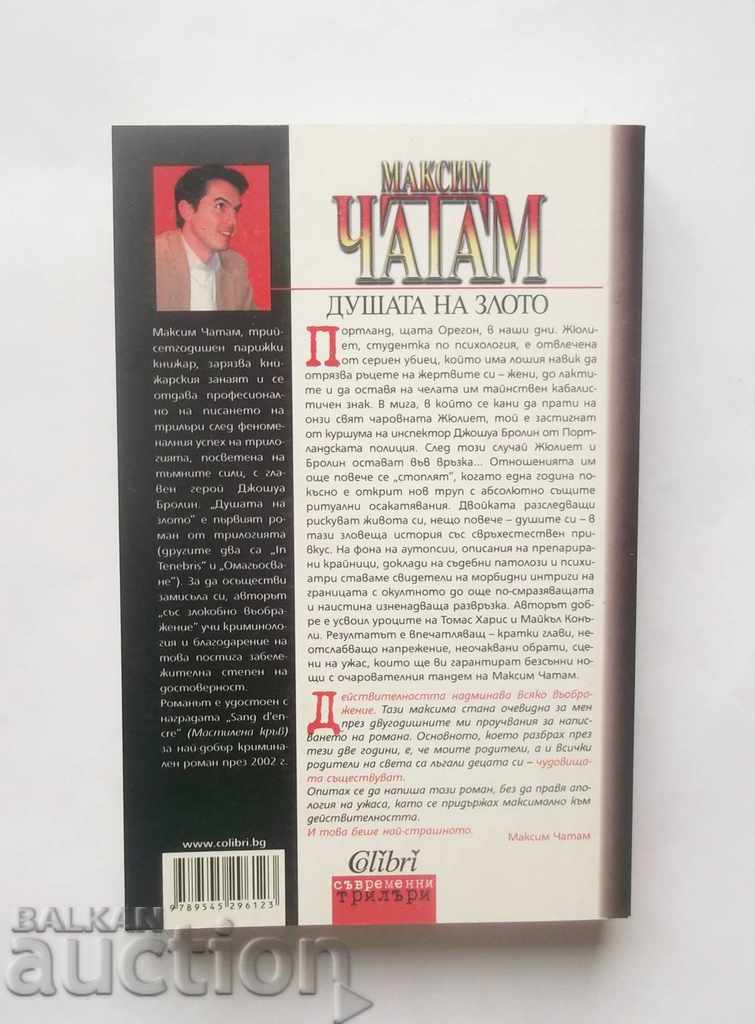 МАКСИМ
ЧАТАМ
ДУШАТА НА ЗЛОТО
Портланд, щата Орегон, в наши дни. Жюли-
ет, студентка по психология, е отвлечена
от сериен убиец, който има лошия навик да
отрязва ръцете на жертвите си – жени, до лакти-
те и да оставя на челата им тайнствен кабалис-
тичен знак. В мига, в който се кани да прати на
онзи свят чаровната Жюлиет, той е застигнат
от куршума на инспектор Джошуа Бролин от Порт-
ландската полиция. След този случай Жюлиет и
Бролин остават във връзка... Отношенията им
още повече се „стоплят“, когато една година по-
късно е открит нов труп с абсолютно същите
ритуални осакатявания. Двойката разследващи
рискуват живота си, нещо повече – душите си – в
тази зловеща история със свръхестествен при-
вкус. На фона на аутопсии, описания на препарира-
ни крайници, доклади на съдебни патолози и психи-
атри ставаме свидетели на морбидни интриги на
границата с окултното до още по-смразяващата
и наистина изненадваща развръзка. Авторът доб-
ре е усвоил уроците на Томас Харис и Майкъл Конъ-
ли. Резултатът е впечатляващ – кратки глави, не-
отслабващо напрежение, неочаквани обрати, сце-
ни на ужас, които ще ви гарантират безсънни но-
щи с очарователния тандем на Максим Чатам.
Действителността надминава всяко въобра-
жение. Тази максима стана очевидна за мен
през двугодишните ми проучвания за напис-
ването на романа. Основното, което разбрах през
тези две години, е, че моите родители, а и всички
родители на света са лъгали децата си – чудовища-
та съществуват.
Опитах се да напиша този роман, без да правя апо-
логия на ужаса, като се придържах максимално към
действителността.
И това беше най-страшното. Максим Чатам
Colibri
съвременни
трилъри
Максим Чатам, трий-
сетгодишен парижки
книжар, зарязва кни-
жарския занаят и се
отдава професионал-
но на писането на
трилъри след феноме-
налния успех на трило-
гията, посветена на
тъмните сили, с гла-
вен герой Джошуа
Бролин. „Душата на
злото“ е първият ро-
ман от трилогията
(другите два са „In
Tenebris“ и „Омагьосва-
не“). За да осъществи
замисъла си, авторът
„със злокобно въобра-
жение“ учи криминоло-
гия и благодарение на
това постига забеле-
жителна степен на
достоверност.
Романът е удостоен с
наградата „Sang d'en-
cre“ (Мастилена кръв)
за най-добър криминa-
лен роман през 2002 г.
www.colibri.bg
9789545 296123
BALKAN
auction